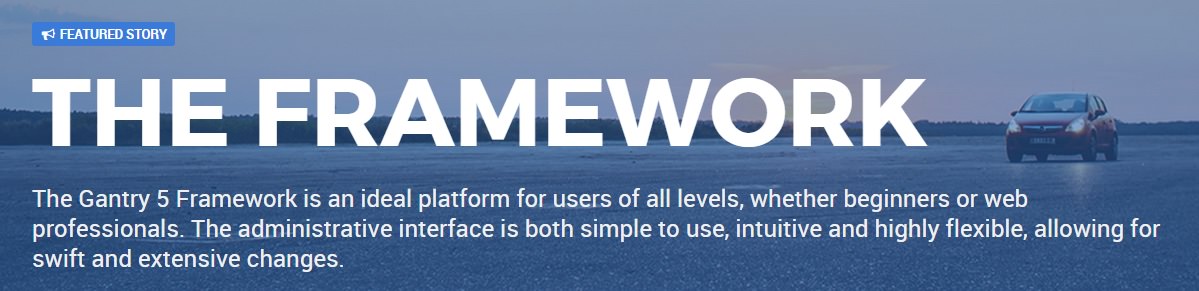 FEATURED STORY
THE FRAMEWORK
The Gantry 5 Framework is an ideal platform for users of all levels, whether beginners or web
professionals. The administrative interface is both simple to use, intuitive and highly flexible, allowing for
swift and extensive changes.